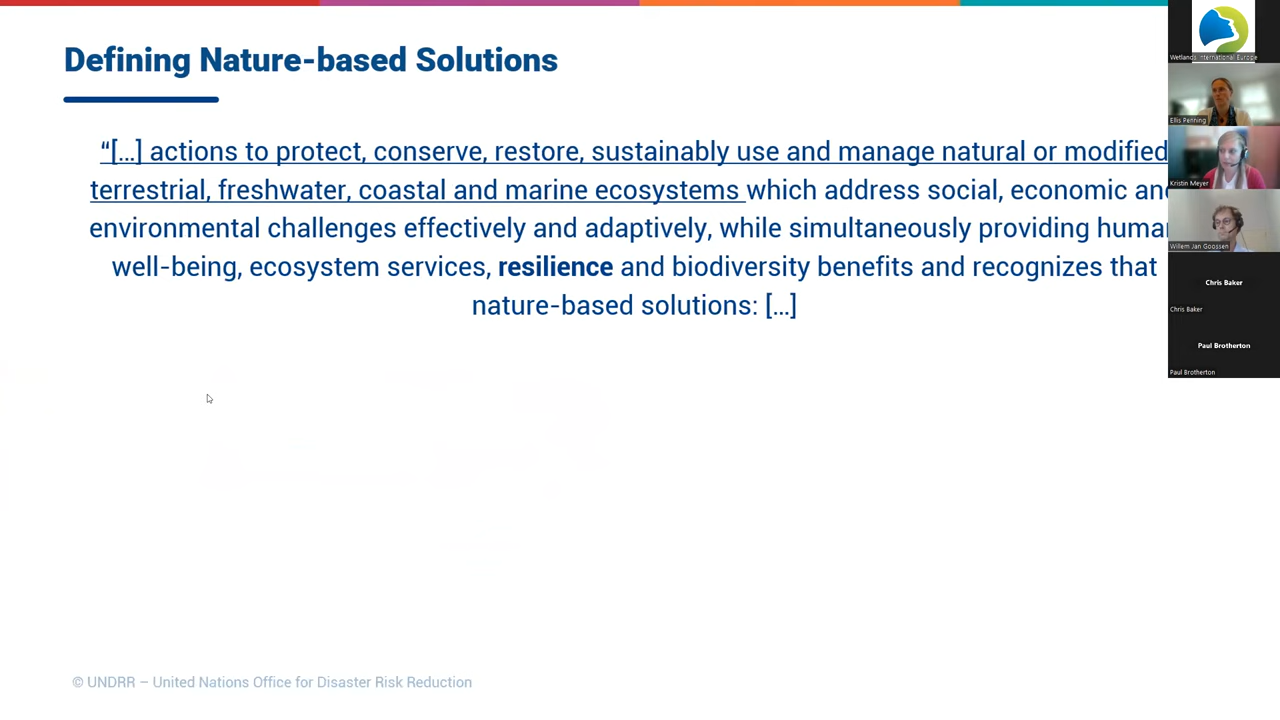 Defining Nature-based Solutions
“[…] actions to protect, conserve, restore, sustainably use and manage natural or modified
terrestrial, freshwater, coastal and marine ecosystems which address social, economic and
environmental challenges effectively and adaptively, while simultaneously providing human
well-being, ecosystem services, resilience and biodiversity benefits and recognizes that
nature-based solutions: […]
© UNDRR – United Nations Office for Disaster Risk Reduction
Wetlands International Europe
Ellis Penning
Kristin Meyer
Willem Jan Goossen
Chris Baker
Chris Baker
Paul Brotherton
Paul Brotherton